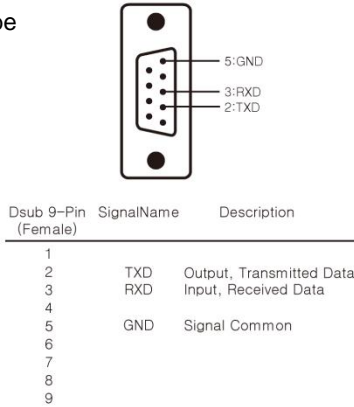 5:GND
3:RXD
2:TXD
Dsub 9-Pin SignalName Description
(Female)
1
2 TXD Output, Transmitted Data
3 RXD Input, Received Data
4
5 GND Signal Common
6
7
8
9